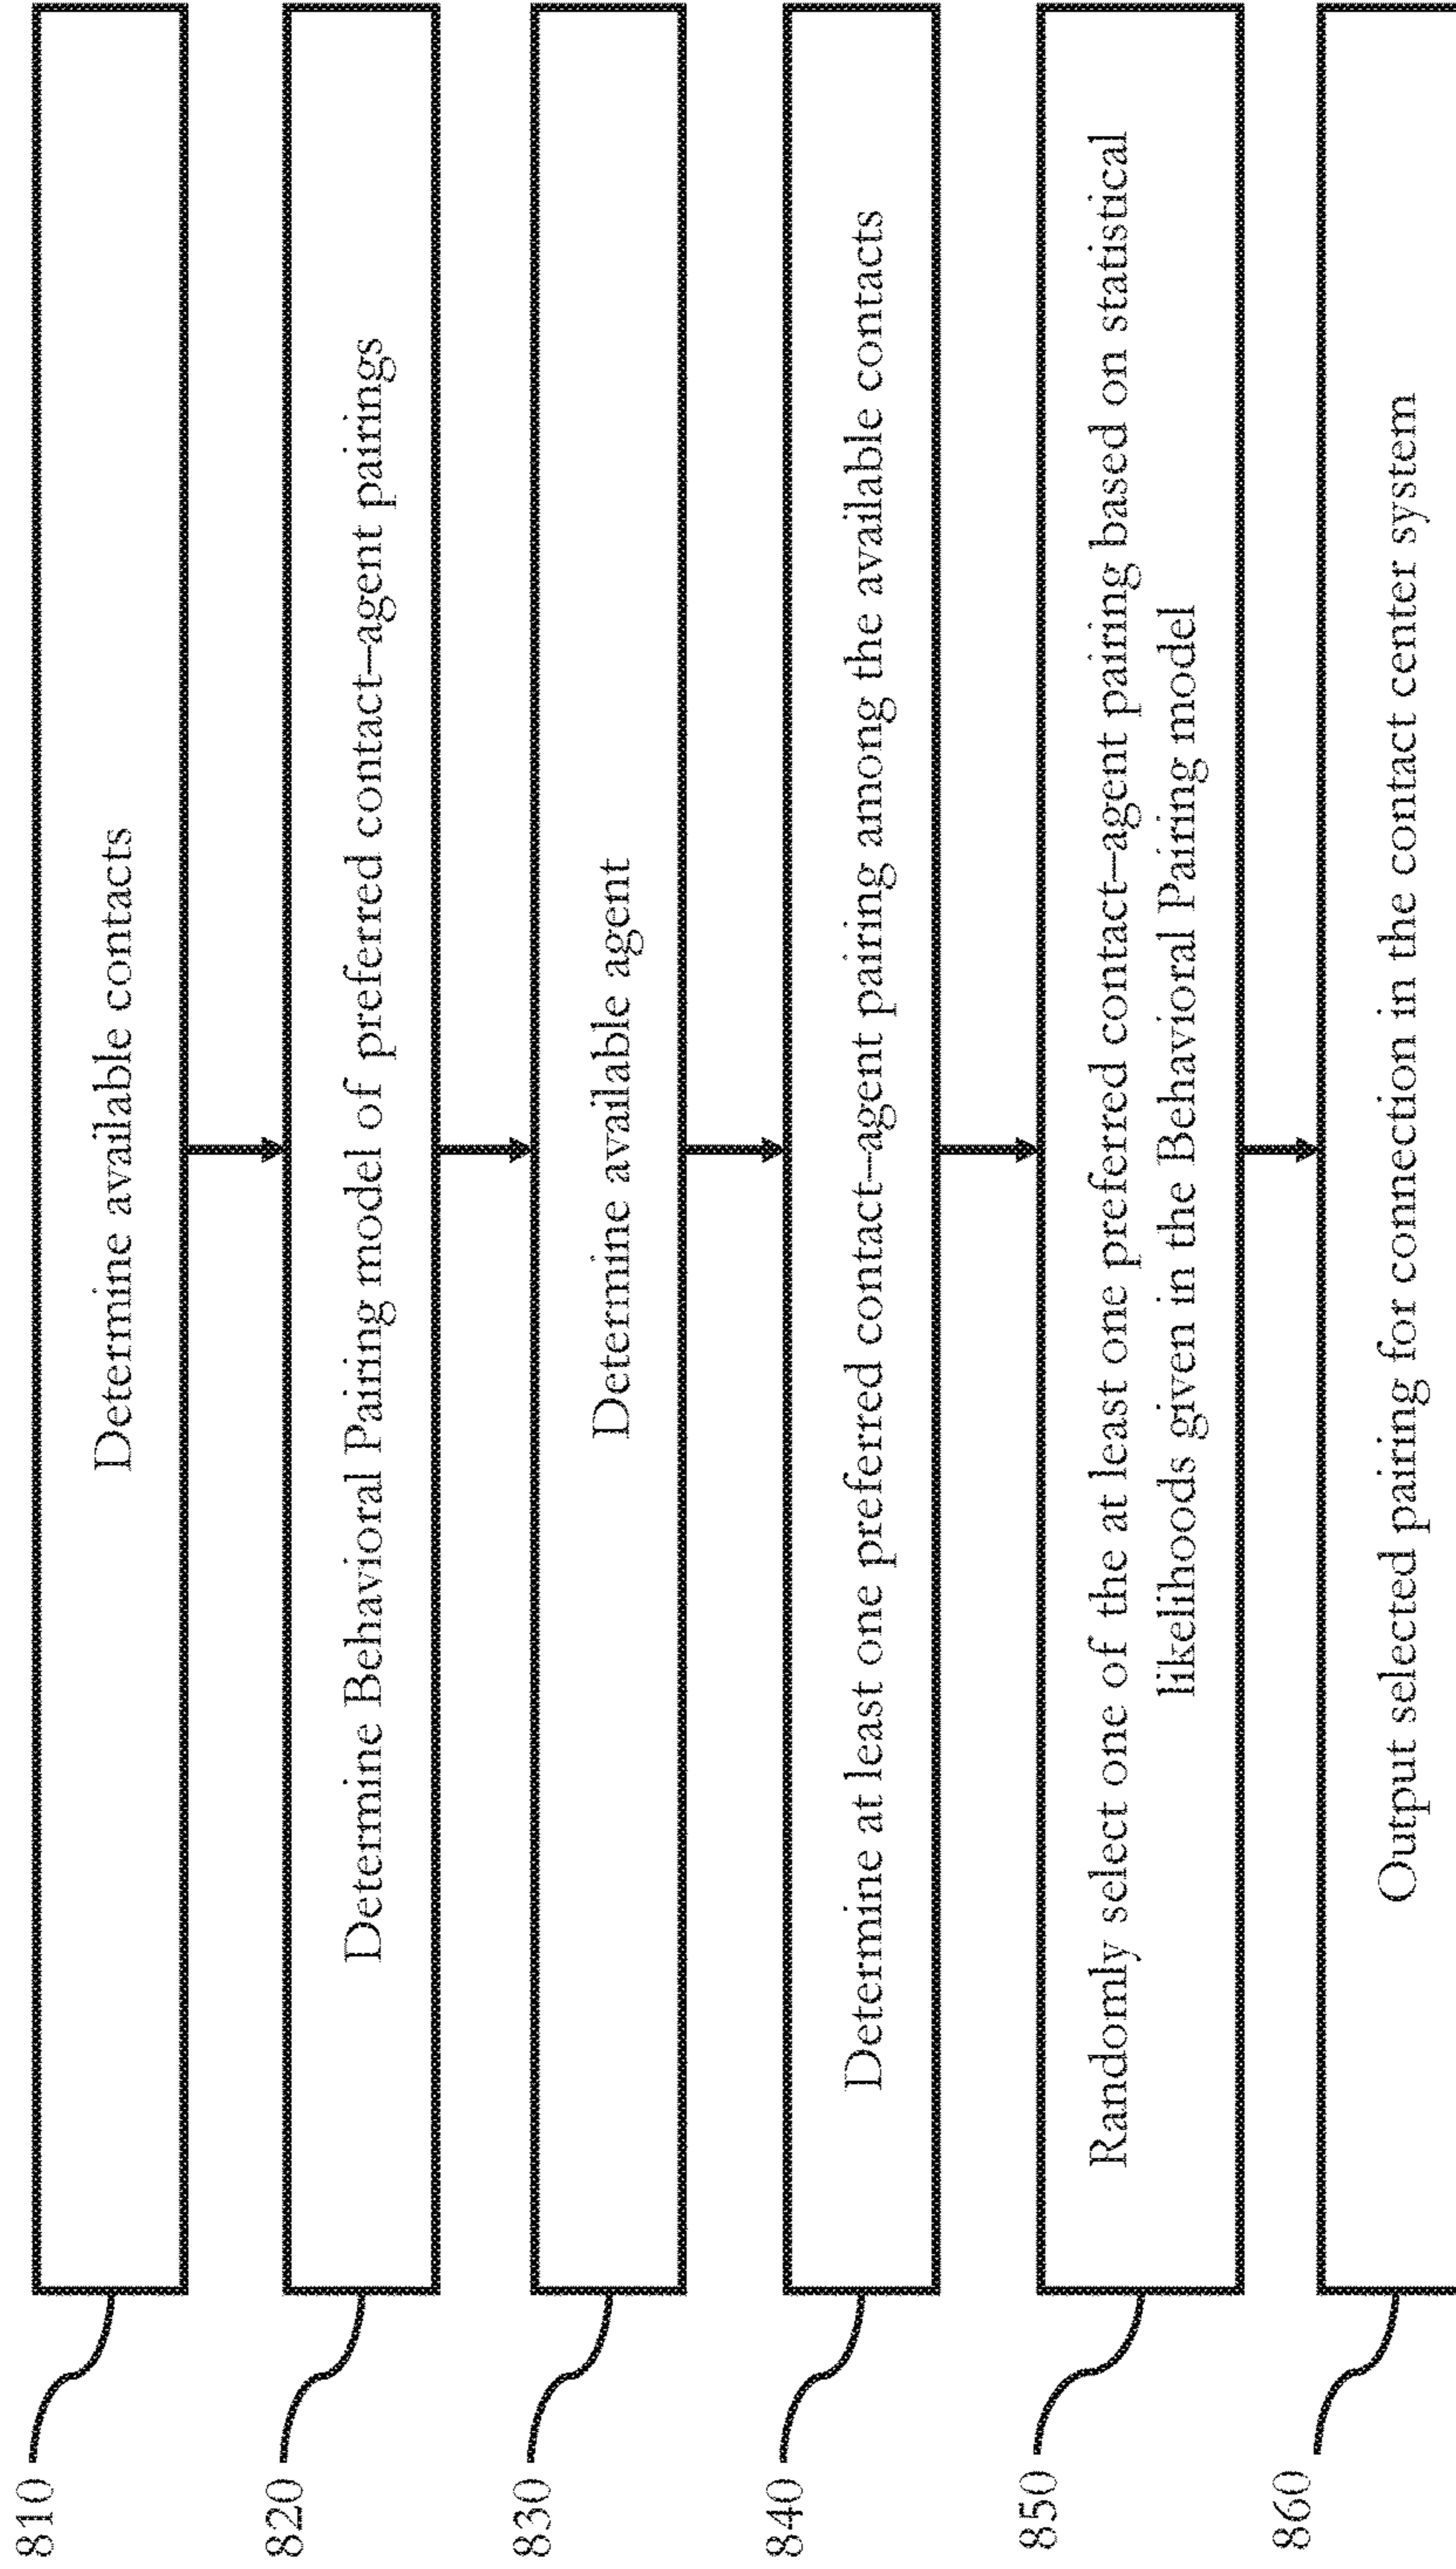 810
Determine available contacts
820
Determine Behavioral Pairing model of preferred contact–agent pairings
830
Determine available agent
840
Determine at least one preferred contact–agent pairing among the available contacts
850
Randomly select one of the at least one preferred contact–agent pairing based on statistical
likelihoods given in the Behavioral Pairing model
860
Output selected pairing for connection in the contact center system